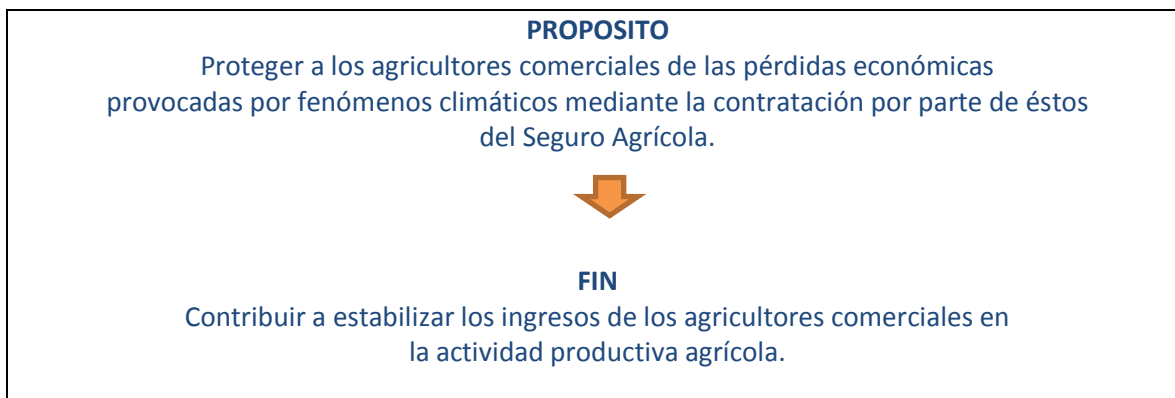 PROPOSITO
Proteger a los agricultores comerciales de las pérdidas económicas
provocadas por fenómenos climáticos mediante la contratación por parte de éstos
del Seguro Agrícola.
FIN
Contribuir a estabilizar los ingresos de los agricultores comerciales en
la actividad productiva agrícola.